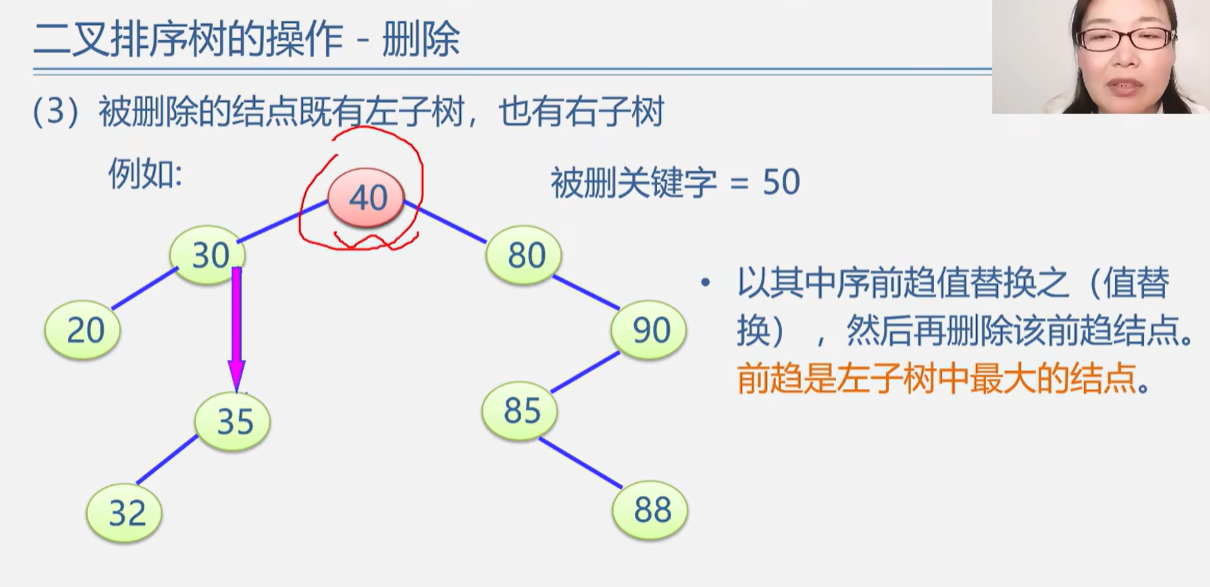 二叉排序树的操作 - 删除
（3）被删除的结点既有左子树，也有右子树
例如:
被删关键字 = 50
40
30
80
20
90
35
85
32
88
• 以其中序前趋值替换之（值替
换），然后再删除该前趋结点。
前趋是左子树中最大的结点。